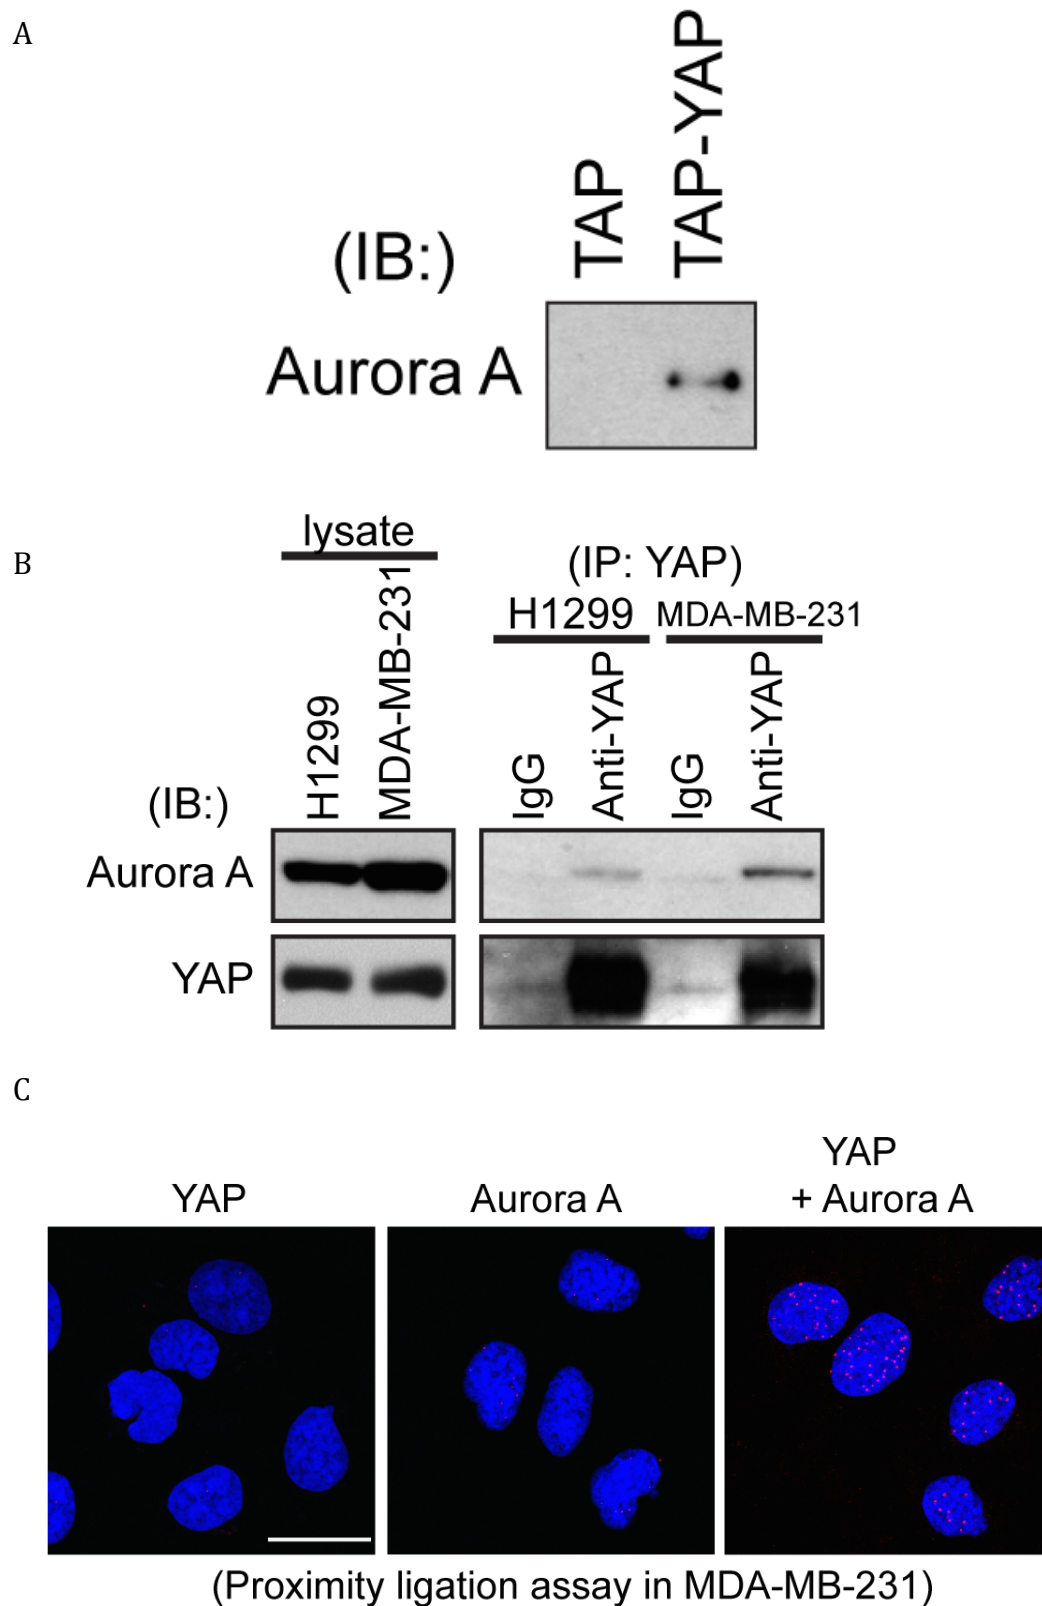 A
TAP
TAP-YAP
(IB:)
Aurora A
B
lysate
(IP: YAP)
H1299
MDA-MB-231
H1299
MDA-MB-231
IgG
Anti-YAP
IgG
Anti-YAP
(IB:)
Aurora A
YAP
C
YAP
Aurora A
YAP
+ Aurora A
(Proximity ligation assay in MDA-MB-231)